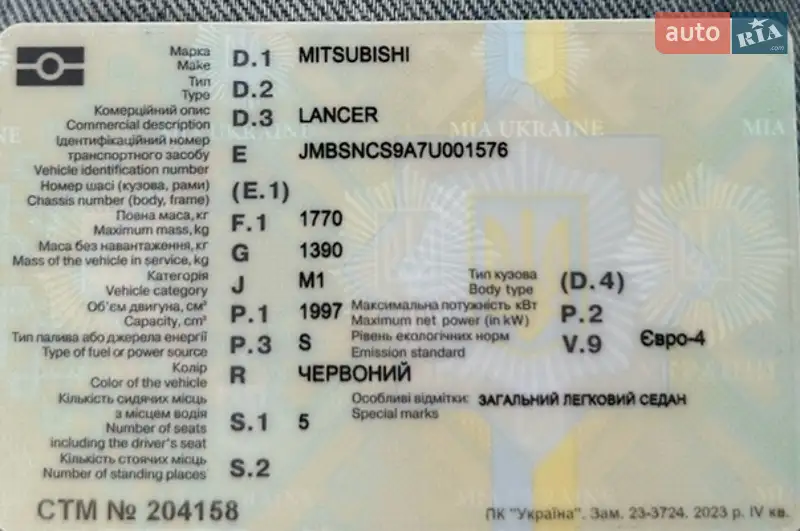 auto RIA.com
Марка
Make D.1 MITSUBISHI
Тип
Type D.2
Комерційний опис
Commercial description D.3 LANCER
MIA UKRAINE
Ідентифікаційний номер
транспортного засобу
Vehicle identification number E JMBSNCS9A7U001576
Номер шасі (кузова, рами)
Chassis number (body, frame) (E.1)
Повна маса, кг
Maximum mass, kg F.1 1770
Маса без навантаження, кг
Mass of the vehicle in service, kg G 1390
Категорія
Vehicle category J M1
Тип кузова
Body type (D.4)
Об'єм двигуна, см³
Capacity, cm³ P.1 1997
Максимальна потужність кВт
Maximum net power (in kW) P.2
Тип палива або джерела енергії
Type of fuel or power source P.3 S
Рівень екологічних норм
Emission standard V.9 Євро-4
Колір
Color of the vehicle R ЧЕРВОНИЙ
Кількість сидячих місць
з місцем водія
Number of seats
including the driver's seat S.1 5
Особливі відмітки: ЗАГАЛЬНИЙ ЛЕГКОВИЙ СЕДАН
Special marks
Кількість стоячих місць
Number of standing places S.2
СТМ № 204158
ПК "Україна". Зам. 23-3724. 2023 р. IV кв.